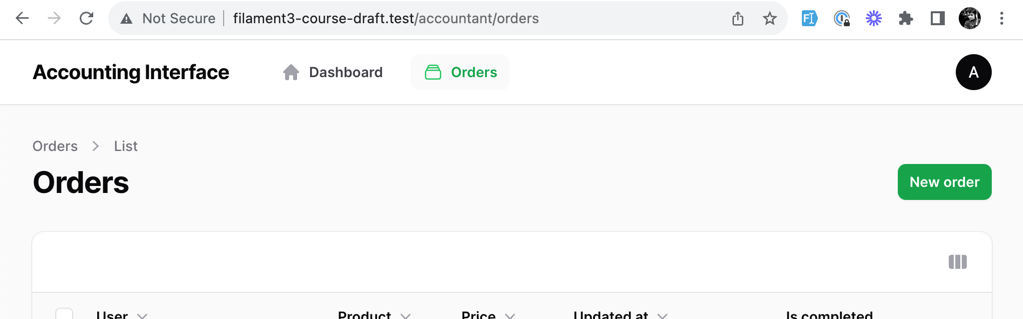 Not Secure filament3-course-draft.test/accountant/orders
Accounting Interface Dashboard Orders A
Orders List
Orders
New order
User Product Price Updated at Is completed